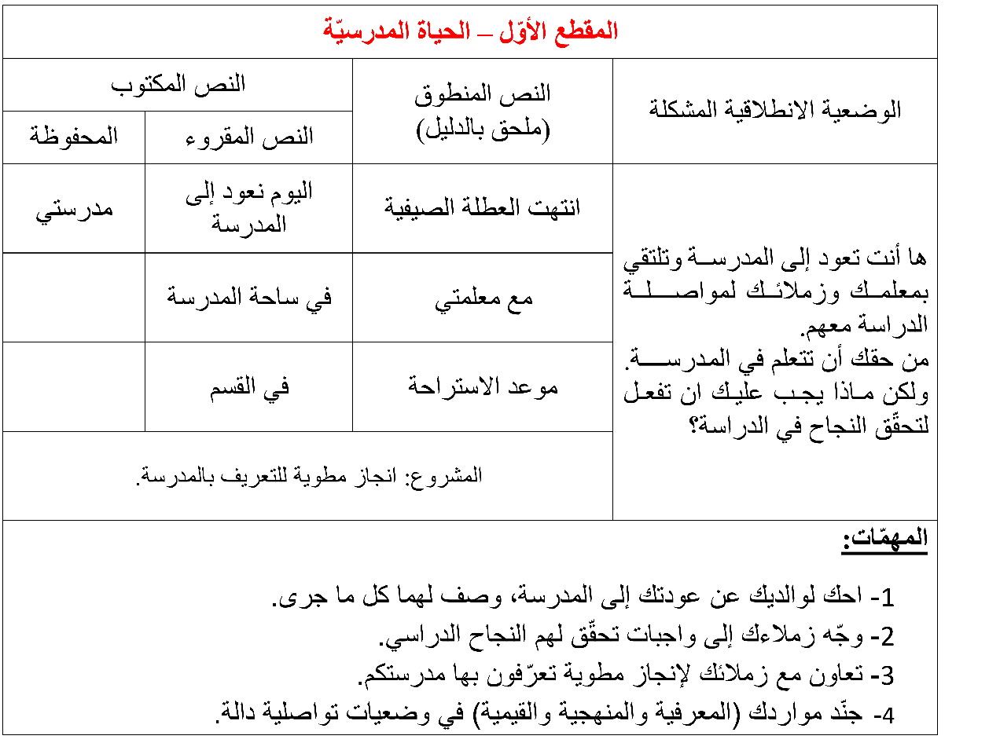 المقطع الأوّل – الحياة المدرسيّة
الوضعية الانطلاقية المشكلة
النص المنطوق
(ملحق بالدليل)
النص المكتوب
النص المقروء
المحفوظة
ها أنت تعود إلى المدرسة وتلتقي
بمعلمك وزملائك لمواصلة
الدراسة معهم.
من حقك أن تتعلم في المدرسة.
ولكن ماذا يجب عليك ان تفعل
لتحقّق النجاح في الدراسة؟
انتهت العطلة الصيفية
اليوم نعود إلى
المدرسة
مدرستي
مع معلمتي
في ساحة المدرسة
موعد الاستراحة
في القسم
المشروع: انجاز مطوية للتعريف بالمدرسة.
المهمّات:
1- احك لوالديك عن عودتك إلى المدرسة، وصف لهما كل ما جرى.
2- وجّه زملاءك إلى واجبات تحقّق لهم النجاح الدراسي.
3- تعاون مع زملائك لإنجاز مطوية تعرّفون بها مدرستكم.
4- جنّد مواردك (المعرفية والمنهجية والقيمية) في وضعيات تواصلية دالة.